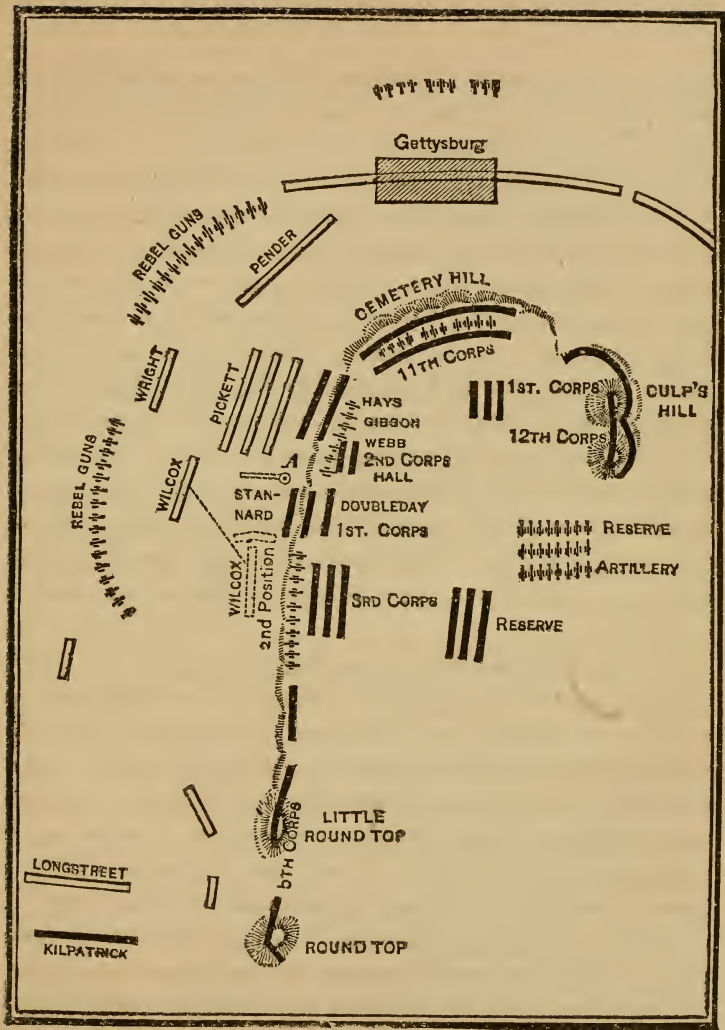 Gettysburg
REBEL GUNS
PENDER
CEMETERY HILL
11TH CORPS
WRIGHT
PICKETT
HAYS
GIBBON
1ST. CORPS
CULP'S
HILL
12TH CORPS
WEBB
2ND CORPS
HALL
A
REBEL GUNS
WILCOX
STAN-
NARD
DOUBLEDAY
1ST. CORPS
RESERVE
ARTILLERY
WILCOX
2nd Position
3RD CORPS
RESERVE
LITTLE
ROUND TOP
5TH CORPS
LONGSTREET
KILPATRICK
ROUND TOP